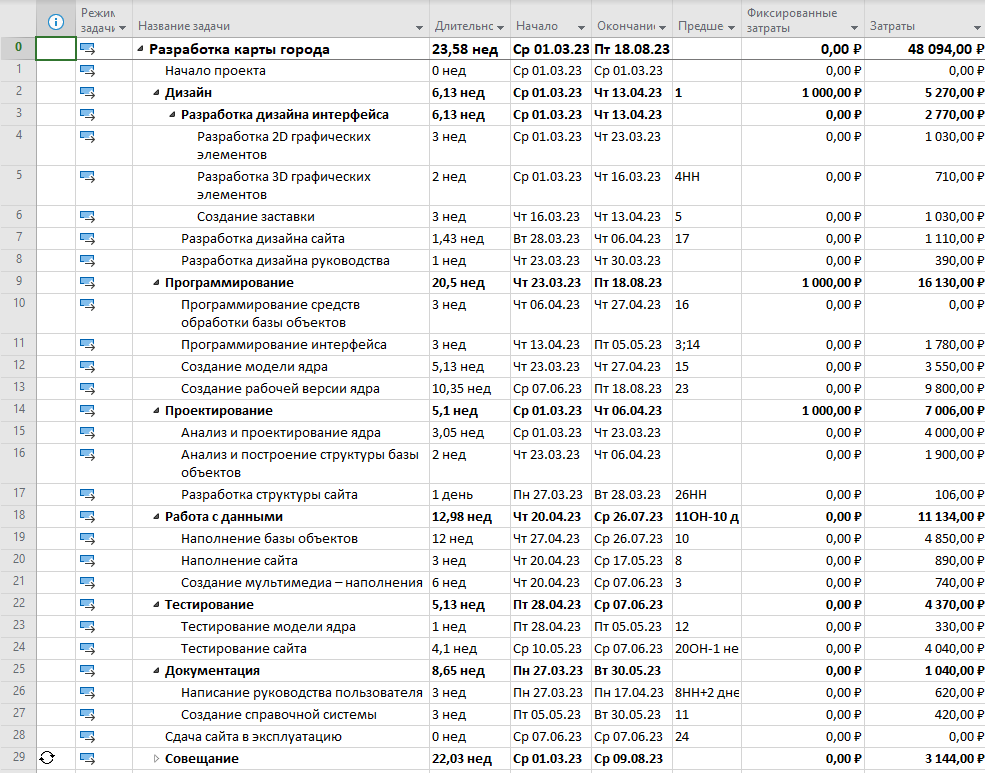 Режим задачи Название задачи Длительнс Начало Окончание Предше Фиксированные затраты Затраты
0 Разработка карты города 23,58 нед Ср 01.03.23 Пт 18.08.23 0,00 ₽ 48 094,00 ₽
1 Начало проекта 0 нед Ср 01.03.23 Ср 01.03.23 0,00 ₽ 0,00 ₽
2 Дизайн 6,13 нед Ср 01.03.23 Чт 13.04.23 1 1 000,00 ₽ 5 270,00 ₽
3 Разработка дизайна интерфейса 6,13 нед Ср 01.03.23 Чт 13.04.23 0,00 ₽ 2 770,00 ₽
4 Разработка 2D графических 3 нед Ср 01.03.23 Чт 23.03.23 0,00 ₽ 1 030,00 ₽
элементов
5 Разработка 3D графических 2 нед Ср 01.03.23 Чт 16.03.23 4НН 0,00 ₽ 710,00 ₽
элементов
6 Создание заставки 3 нед Чт 16.03.23 Чт 13.04.23 5 0,00 ₽ 1 030,00 ₽
7 Разработка дизайна сайта 1,43 нед Вт 28.03.23 Чт 06.04.23 17 0,00 ₽ 1 110,00 ₽
8 Разработка дизайна руководства 1 нед Чт 23.03.23 Чт 30.03.23 0,00 ₽ 390,00 ₽
9 Программирование 20,5 нед Чт 23.03.23 Пт 18.08.23 1 000,00 ₽ 16 130,00 ₽
10 Программирование средств 3 нед Чт 06.04.23 Чт 27.04.23 16 0,00 ₽ 0,00 ₽
обработки базы объектов
11 Программирование интерфейса 3 нед Чт 13.04.23 Пт 05.05.23 3;14 0,00 ₽ 1 780,00 ₽
12 Создание модели ядра 5,13 нед Чт 23.03.23 Чт 27.04.23 15 0,00 ₽ 3 550,00 ₽
13 Создание рабочей версии ядра 10,35 нед Ср 07.06.23 Пт 18.08.23 23 0,00 ₽ 9 800,00 ₽
14 Проектирование 5,1 нед Ср 01.03.23 Чт 06.04.23 1 000,00 ₽ 7 006,00 ₽
15 Анализ и проектирование ядра 3,05 нед Ср 01.03.23 Чт 23.03.23 0,00 ₽ 4 000,00 ₽
16 Анализ и построение структуры базы 2 нед Чт 23.03.23 Чт 06.04.23 0,00 ₽ 1 900,00 ₽
объектов
17 Разработка структуры сайта 1 день Пн 27.03.23 Вт 28.03.23 26НН 0,00 ₽ 106,00 ₽
18 Работа с данными 12,98 нед Чт 20.04.23 Ср 26.07.23 11ОН-10 д 0,00 ₽ 11 134,00 ₽
19 Наполнение базы объектов 12 нед Чт 27.04.23 Ср 26.07.23 10 0,00 ₽ 4 850,00 ₽
20 Наполнение сайта 3 нед Чт 20.04.23 Ср 17.05.23 8 0,00 ₽ 890,00 ₽
21 Создание мультимедиа – наполнения 6 нед Чт 20.04.23 Ср 07.06.23 3 0,00 ₽ 740,00 ₽
22 Тестирование 5,13 нед Пт 28.04.23 Ср 07.06.23 0,00 ₽ 4 370,00 ₽
23 Тестирование модели ядра 1 нед Пт 28.04.23 Пт 05.05.23 12 0,00 ₽ 330,00 ₽
24 Тестирование сайта 4,1 нед Ср 10.05.23 Ср 07.06.23 20ОН-1 не 0,00 ₽ 4 040,00 ₽
25 Документация 8,65 нед Пн 27.03.23 Вт 30.05.23 0,00 ₽ 1 040,00 ₽
26 Написание руководства пользователя 3 нед Пн 27.03.23 Пн 17.04.23 8НН+2 дне 0,00 ₽ 620,00 ₽
27 Создание справочной системы 3 нед Пт 05.05.23 Вт 30.05.23 11 0,00 ₽ 420,00 ₽
28 Сдача сайта в эксплуатацию 0 нед Ср 07.06.23 Ср 07.06.23 24 0,00 ₽ 0,00 ₽
29 Совещание 22,03 нед Ср 01.03.23 Ср 09.08.23 0,00 ₽ 3 144,00 ₽